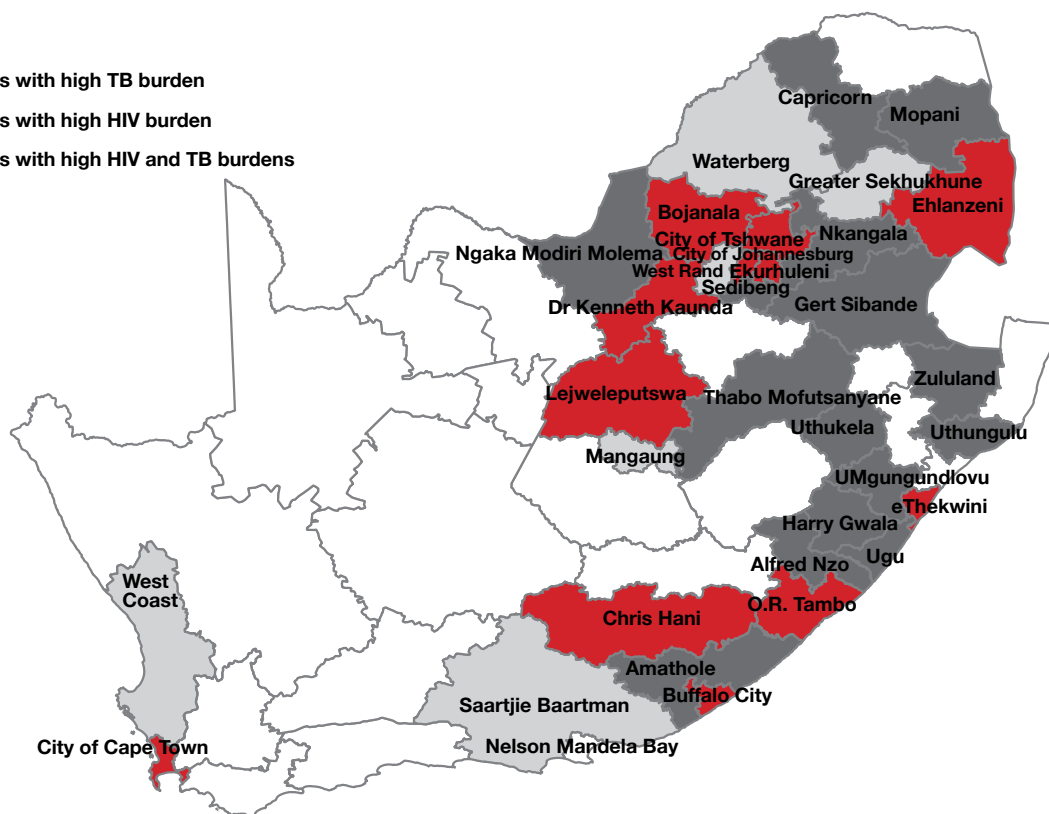 s with high TB burden
s with high HIV burden
s with high HIV and TB burdens
Capricorn
Mopani
Waterberg
Greater Sekhukhune
Ehlanzeni
Bojanala
City of Tshwane
Nkangala
Ngaka Modiri Molema
City of Johannesburg
West Rand
Ekurhuleni
Sedibeng
Dr Kenneth Kaunda
Gert Sibande
Zululand
Lejweleputswa
Thabo Mofutsanyane
Uthukela
Uthungulu
Mangaung
UMgungundlovu
eThekwini
Harry Gwala
Ugu
Alfred Nzo
West
Coast
O.R. Tambo
Chris Hani
Amathole
Buffalo City
Saartjie Baartman
City of Cape Town
Nelson Mandela Bay